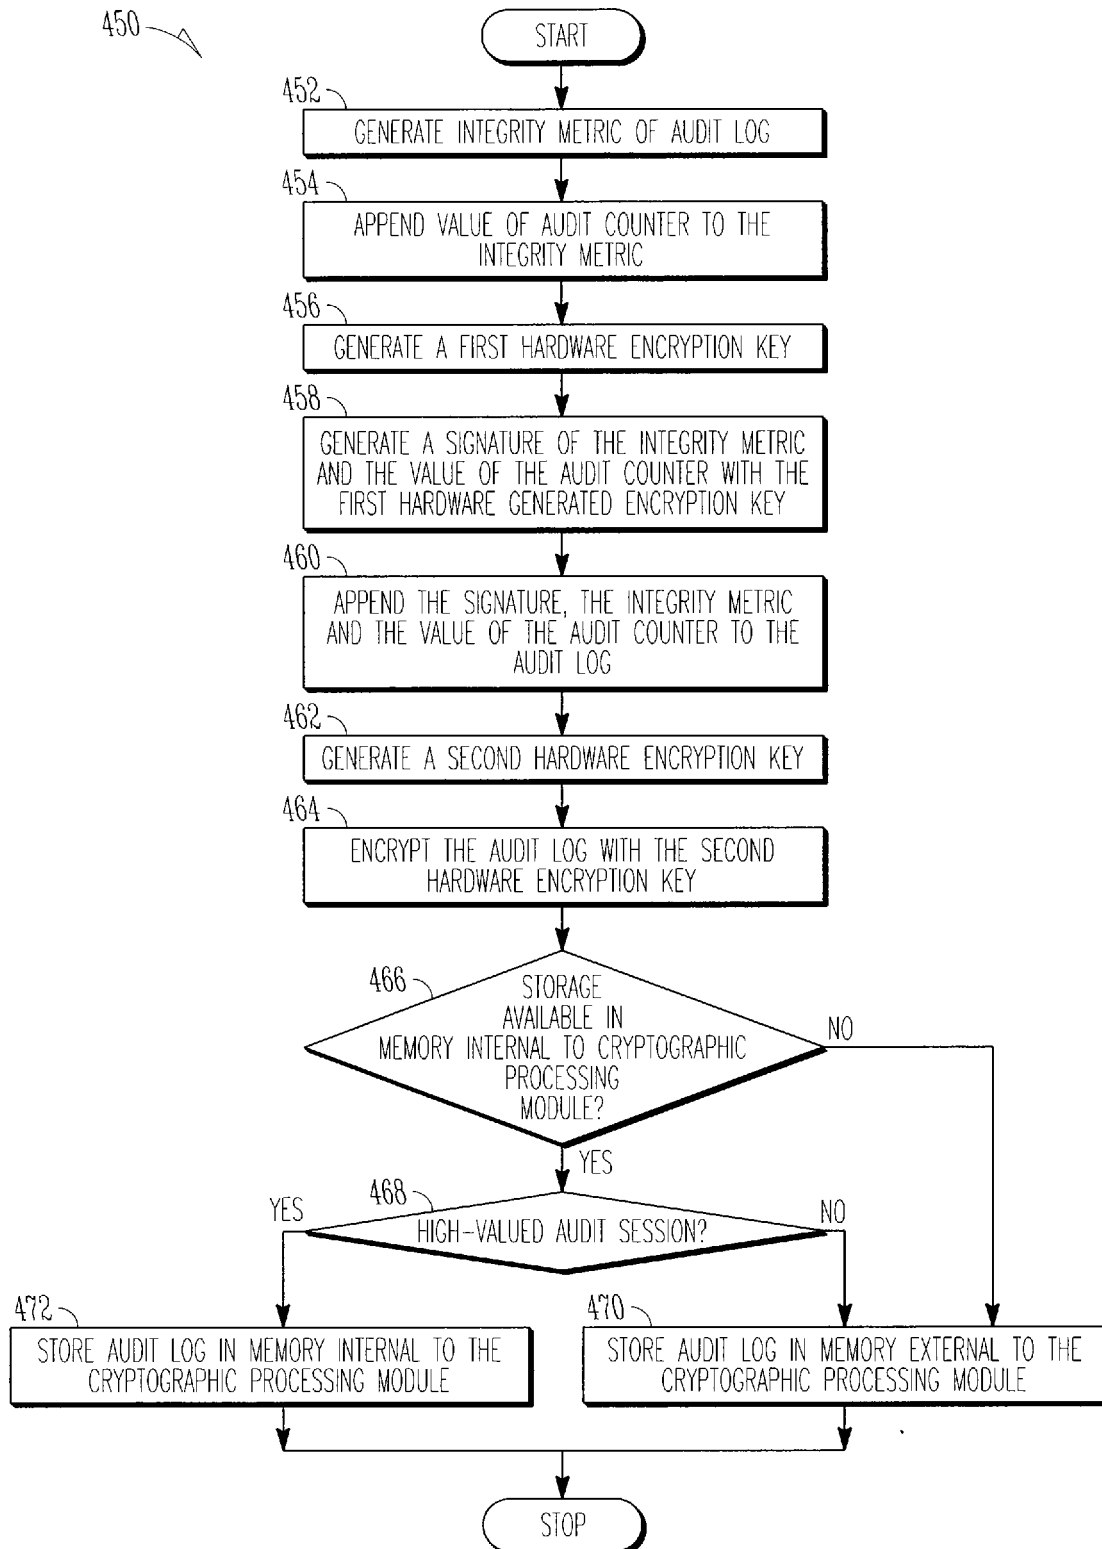 450
START
452
GENERATE INTEGRITY METRIC OF AUDIT LOG
454
APPEND VALUE OF AUDIT COUNTER TO THE
INTEGRITY METRIC
456
GENERATE A FIRST HARDWARE ENCRYPTION KEY
458
GENERATE A SIGNATURE OF THE INTEGRITY METRIC
AND THE VALUE OF THE AUDIT COUNTER WITH THE
FIRST HARDWARE GENERATED ENCRYPTION KEY
460
APPEND THE SIGNATURE, THE INTEGRITY METRIC
AND THE VALUE OF THE AUDIT COUNTER TO THE
AUDIT LOG
462
GENERATE A SECOND HARDWARE ENCRYPTION KEY
464
ENCRYPT THE AUDIT LOG WITH THE SECOND
HARDWARE ENCRYPTION KEY
466
STORAGE
AVAILABLE IN
MEMORY INTERNAL TO CRYPTOGRAPHIC
PROCESSING
MODULE?
NO
YES
468
HIGH-VALUED AUDIT SESSION?
YES
NO
472
STORE AUDIT LOG IN MEMORY INTERNAL TO THE
CRYPTOGRAPHIC PROCESSING MODULE
470
STORE AUDIT LOG IN MEMORY EXTERNAL TO THE
CRYPTOGRAPHIC PROCESSING MODULE
STOP